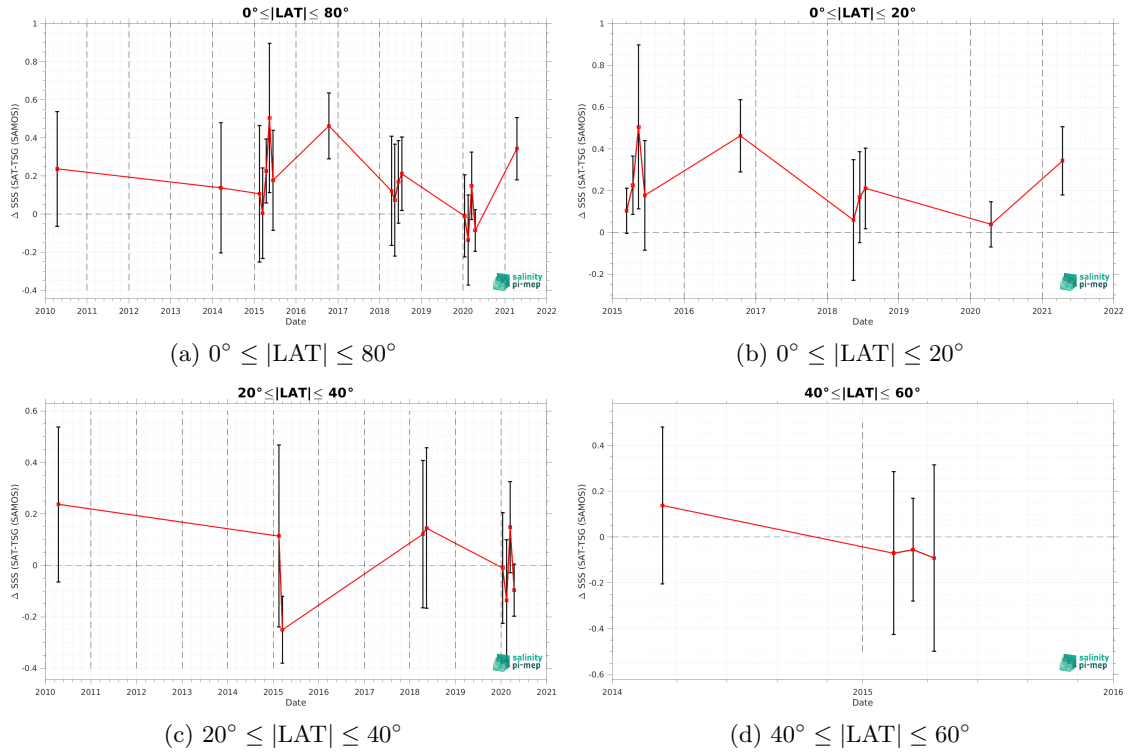 0°≤|LAT|≤ 80°
Δ SSS (SAT-TSG (SAMOS))
1
0.8
0.6
0.4
0.2
0
-0.2
-0.4
2010 2011 2012 2013 2014 2015 2016 2017 2018 2019 2020 2021 2022
Date
salinity
pi-mep
(a) 0° ≤ |LAT| ≤ 80°
0°≤|LAT|≤ 20°
Δ SSS (SAT-TSG (SAMOS))
1
0.8
0.6
0.4
0.2
0
-0.2
2015 2016 2017 2018 2019 2020 2021 2022
Date
salinity
pi-mep
(b) 0° ≤ |LAT| ≤ 20°
20°≤|LAT|≤ 40°
Δ SSS (SAT-TSG (SAMOS))
0.6
0.4
0.2
0
-0.2
-0.4
2010 2011 2012 2013 2014 2015 2016 2017 2018 2019 2020 2021
Date
salinity
pi-mep
(c) 20° ≤ |LAT| ≤ 40°
40°≤|LAT|≤ 60°
Δ SSS (SAT-TSG (SAMOS))
0.4
0.2
0
-0.2
-0.4
-0.6
2014 2015 2016
Date
salinity
pi-mep
(d) 40° ≤ |LAT| ≤ 60°